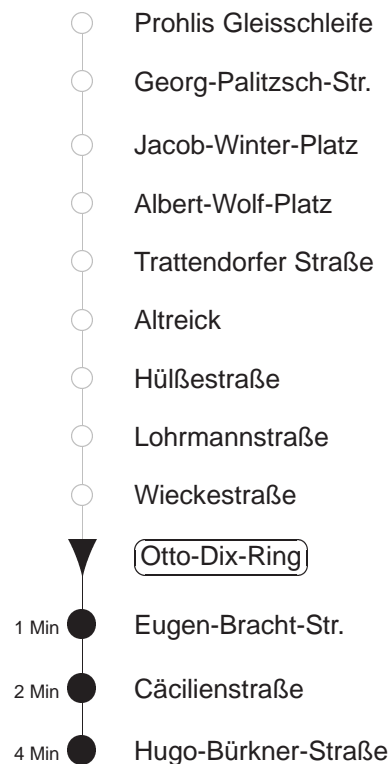 Prohlis Gleisschleife
Georg-Palitzsch-Str.
Jacob-Winter-Platz
Albert-Wolf-Platz
Trattendorfer Straße
Altreick
Hülßestraße
Lohrmannstraße
Wieckestraße
Otto-Dix-Ring
1 Min Eugen-Bracht-Str.
2 Min Cäcilienstraße
4 Min Hugo-Bürkner-Straße